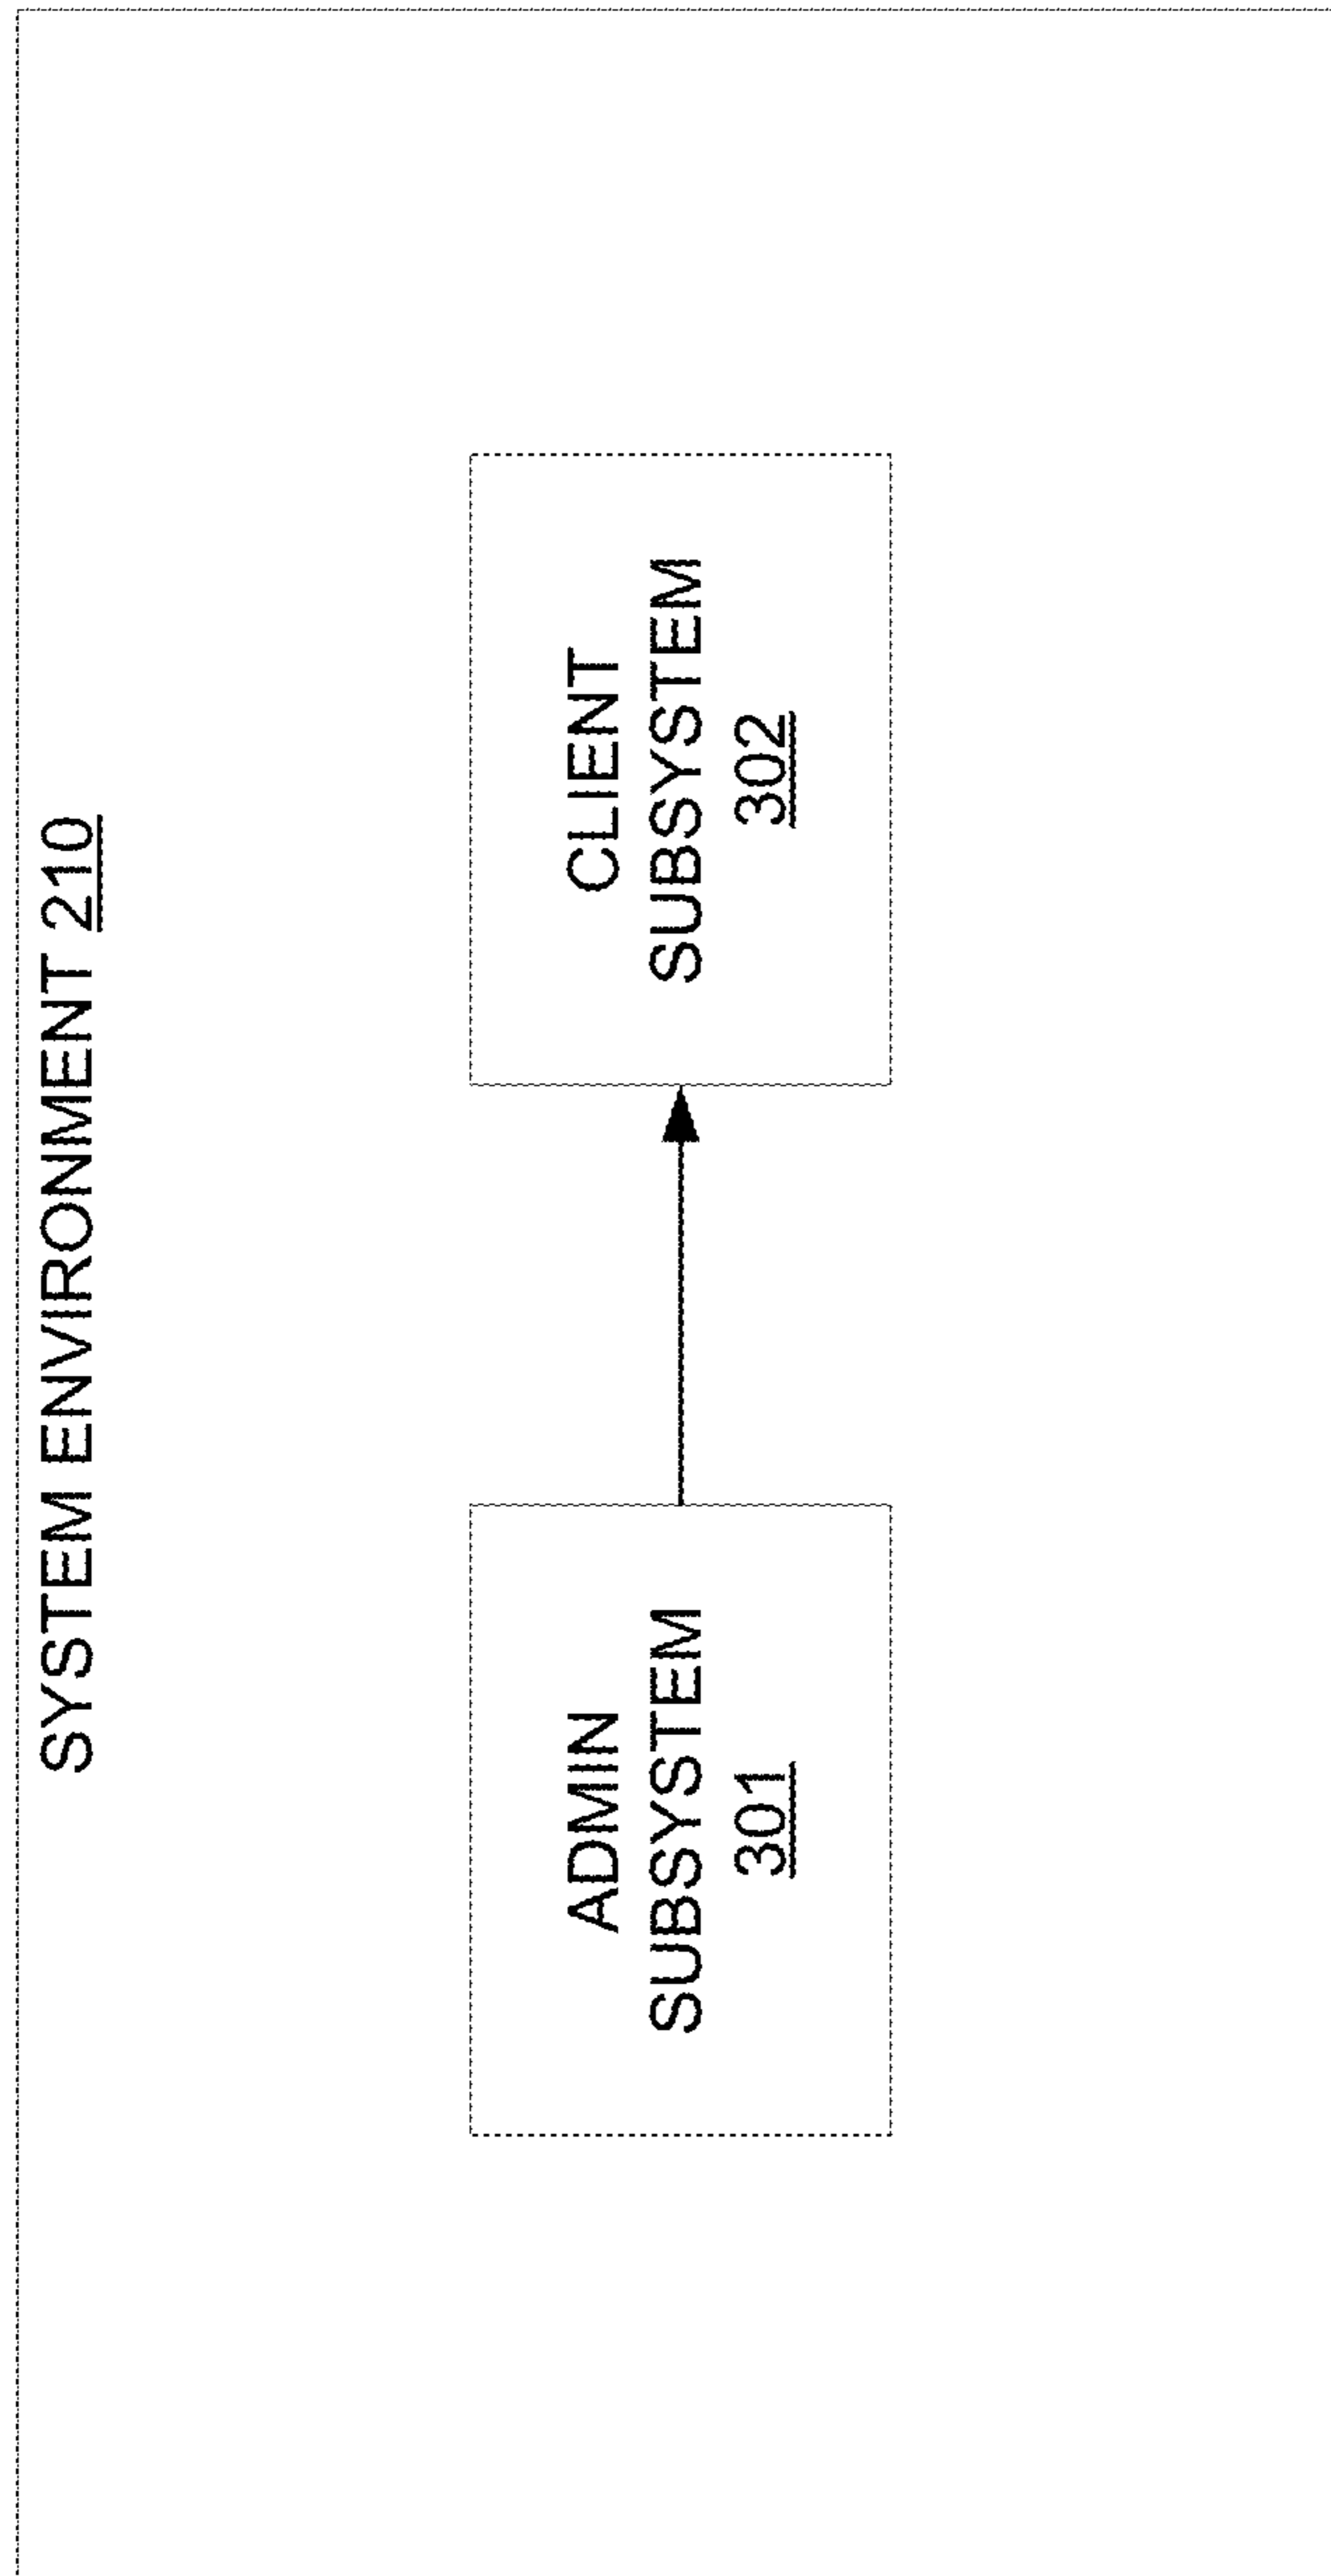 SYSTEM ENVIRONMENT 210
ADMIN
SUBSYSTEM
301
CLIENT
SUBSYSTEM
302